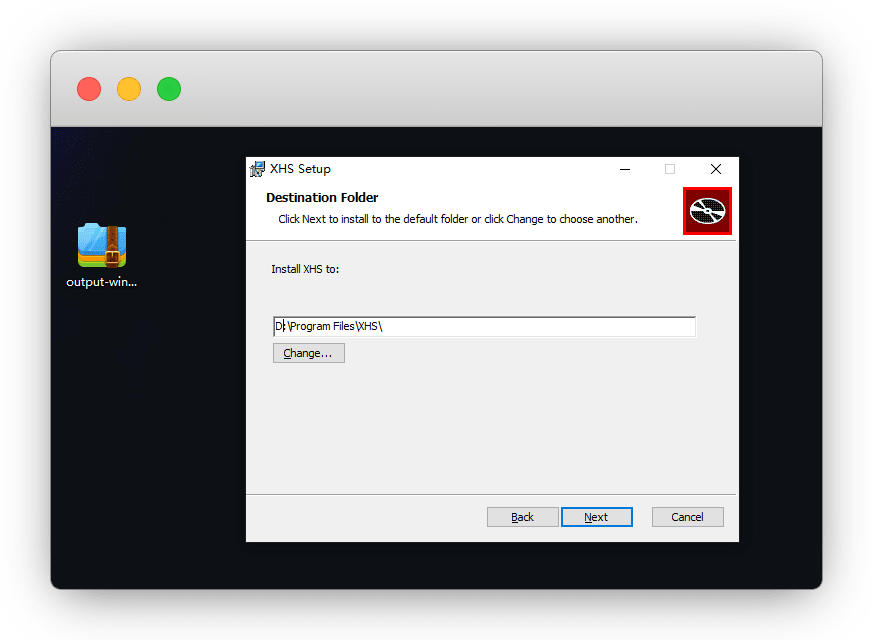 XHS Setup
Destination Folder
Click Next to install to the default folder or click Change to choose another.
output-win...
Install XHS to:
D:\Program Files\XHS\
Change...
Back
Next
Cancel